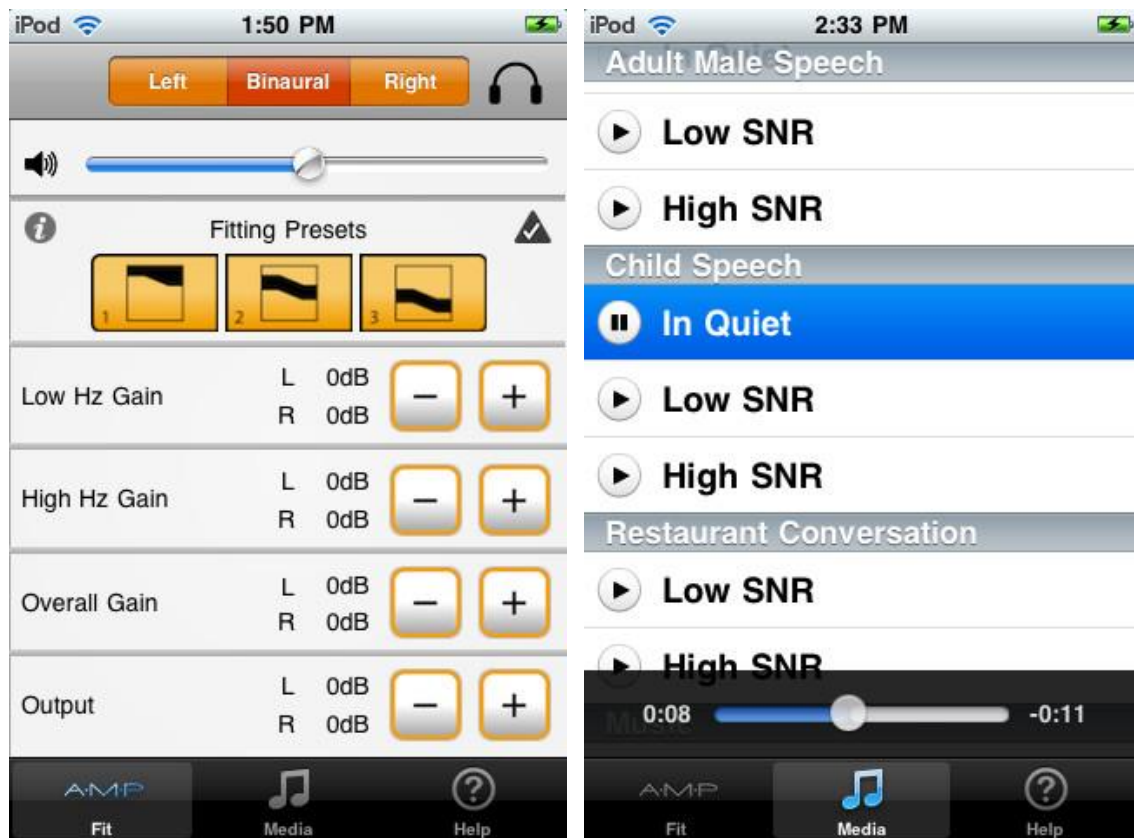 iPod 1:50 PM
Left Binaural Right
Fitting Presets
1 2 3
L 0dB
Low Hz Gain
R 0dB
L 0dB
High Hz Gain
R 0dB
L 0dB
Overall Gain
R 0dB
L 0dB
Output
R 0dB
A·M·P
Fit Media Help
iPod 2:33 PM
In Quiet
Adult Male Speech
Low SNR
High SNR
Child Speech
In Quiet
Low SNR
High SNR
Restaurant Conversation
Low SNR
High SNR
0:08 -0:11
Music
A·M·P
Fit Media Help